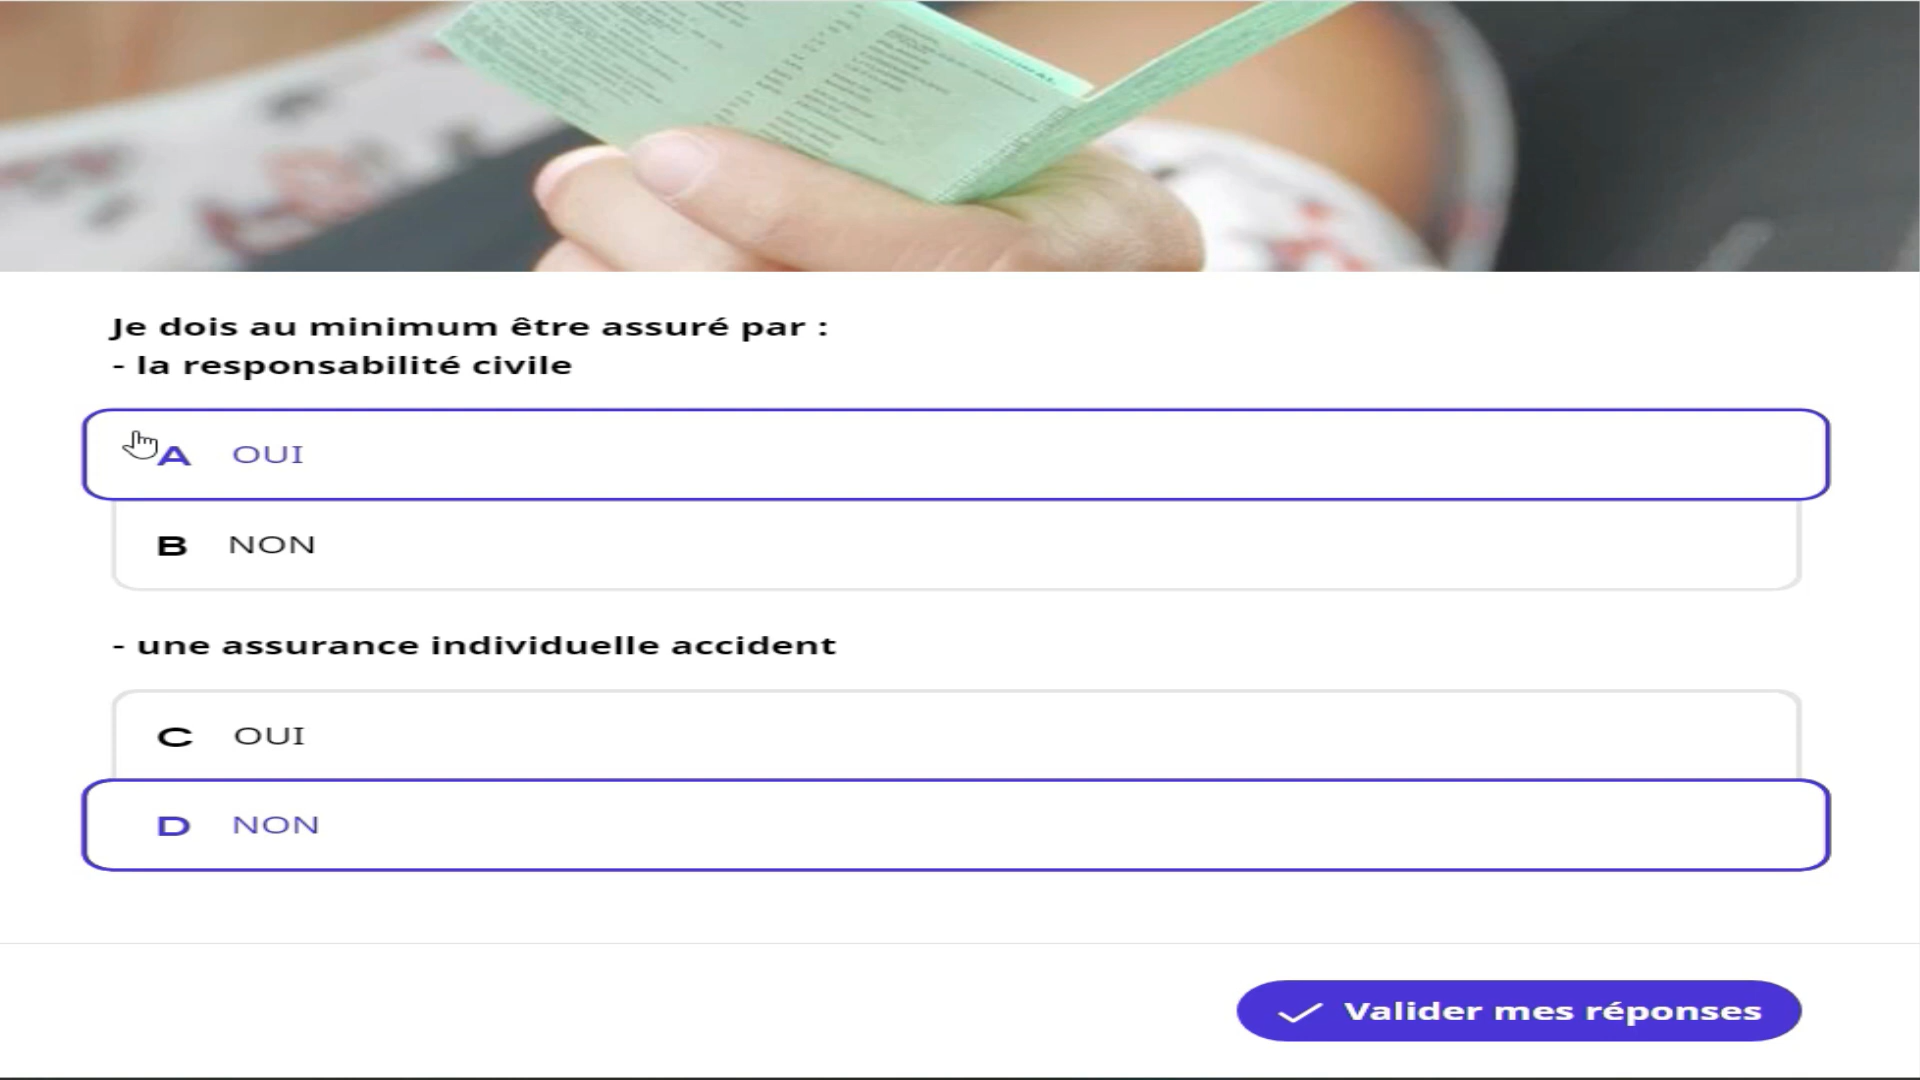 Je dois au minimum être assuré par :
- la responsabilité civile
A OUI
B NON
- une assurance individuelle accident
C OUI
D NON
Valider mes réponses